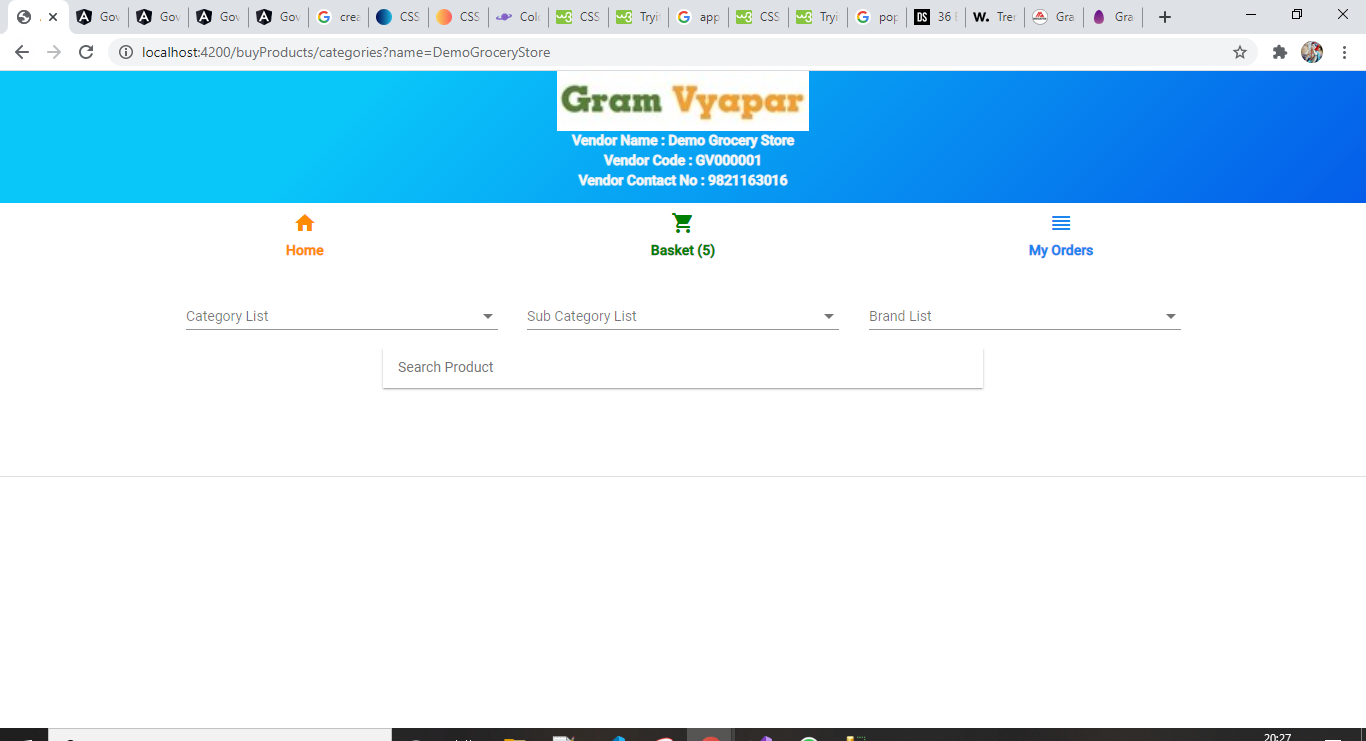 Gov
Gov
Gov
Gov
crea
CSS
CSS
Colo
CSS
Tryi
app
CSS
Tryi
pop
DS 36
W. Tre
Gra
Gra
localhost:4200/buyProducts/categories?name=DemoGroceryStore
Gram Vyapar
Vendor Name : Demo Grocery Store
Vendor Code : GV000001
Vendor Contact No : 9821163016
Home
Basket (5)
My Orders
Category List
Sub Category List
Brand List
Search Product
20:27